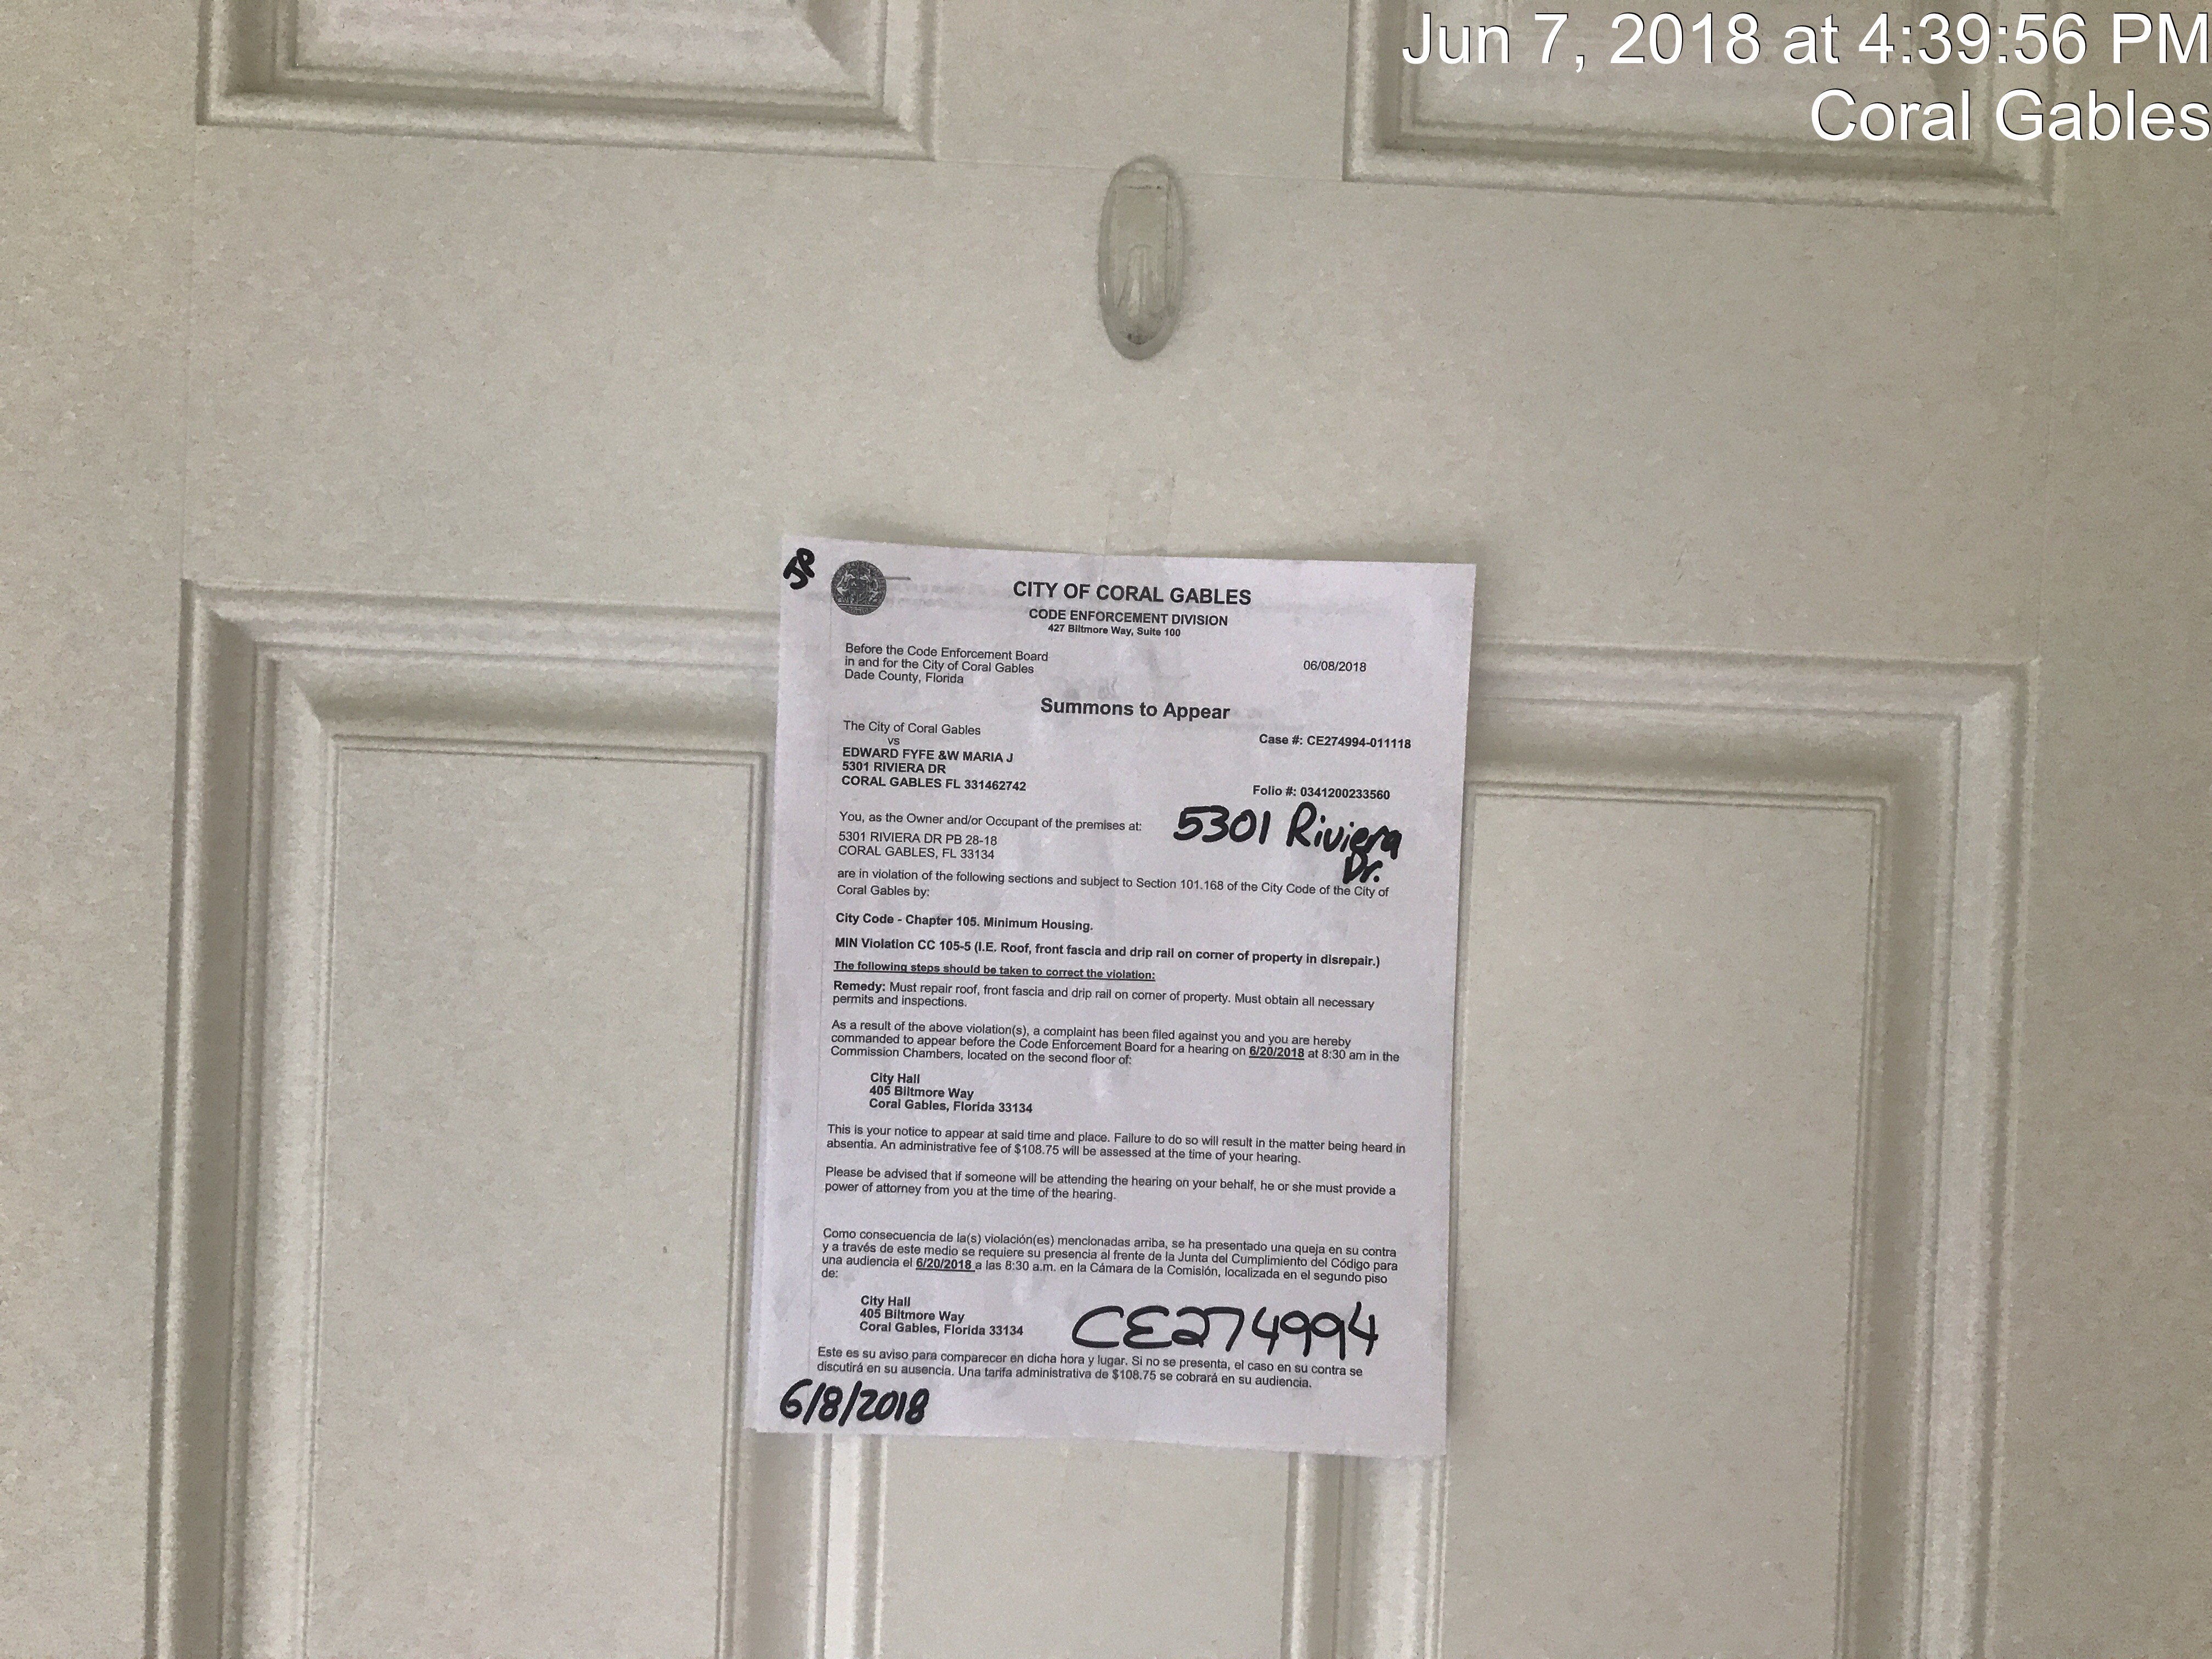 Jun 7, 2018 at 4:39:56 PM
Coral Gables
JR
CITY OF CORAL GABLES
CODE ENFORCEMENT DIVISION
427 Biltmore Way, Suite 100
Before the Code Enforcement Board
in and for the City of Coral Gables
Dade County, Florida
06/08/2018
Summons to Appear
The City of Coral Gables
vs
EDWARD FYFE &W MARIA J
5301 RIVIERA DR
CORAL GABLES FL 331462742
Case #: CE274994-011118
Folio #: 0341200233560
5301 Riviera
Dr.
You, as the Owner and/or Occupant of the premises at:
5301 RIVIERA DR PB 28-18
CORAL GABLES, FL 33134
are in violation of the following sections and subject to Section 101.168 of the City Code of the City of
Coral Gables by:
City Code - Chapter 105. Minimum Housing.
MIN Violation CC 105-5 (I.E. Roof, front fascia and drip rail on corner of property in disrepair.)
The following steps should be taken to correct the violation:
Remedy: Must repair roof, front fascia and drip rail on corner of property. Must obtain all necessary
permits and inspections.
As a result of the above violation(s), a complaint has been filed against you and you are hereby
commanded to appear before the Code Enforcement Board for a hearing on 6/20/2018 at 8:30 am in the
Commission Chambers, located on the second floor of:
City Hall
405 Biltmore Way
Coral Gables, Florida 33134
This is your notice to appear at said time and place. Failure to do so will result in the matter being heard in
absentia. An administrative fee of $108.75 will be assessed at the time of your hearing.
Please be advised that if someone will be attending the hearing on your behalf, he or she must provide a
power of attorney from you at the time of the hearing.
Como consecuencia de la(s) violación(es) mencionadas arriba, se ha presentado una queja en su contra
y a través de este medio se requiere su presencia al frente de la Junta del Cumplimiento del Código para
una audiencia el 6/20/2018 a las 8:30 a.m. en la Cámara de la Comisión, localizada en el segundo piso
de:
City Hall
405 Biltmore Way
Coral Gables, Florida 33134
CE274994
Este es su aviso para comparecer en dicha hora y lugar. Si no se presenta, el caso en su contra se
discutirá en su ausencia. Una tarifa administrativa de $108.75 se cobrará en su audiencia.
6/8/2018